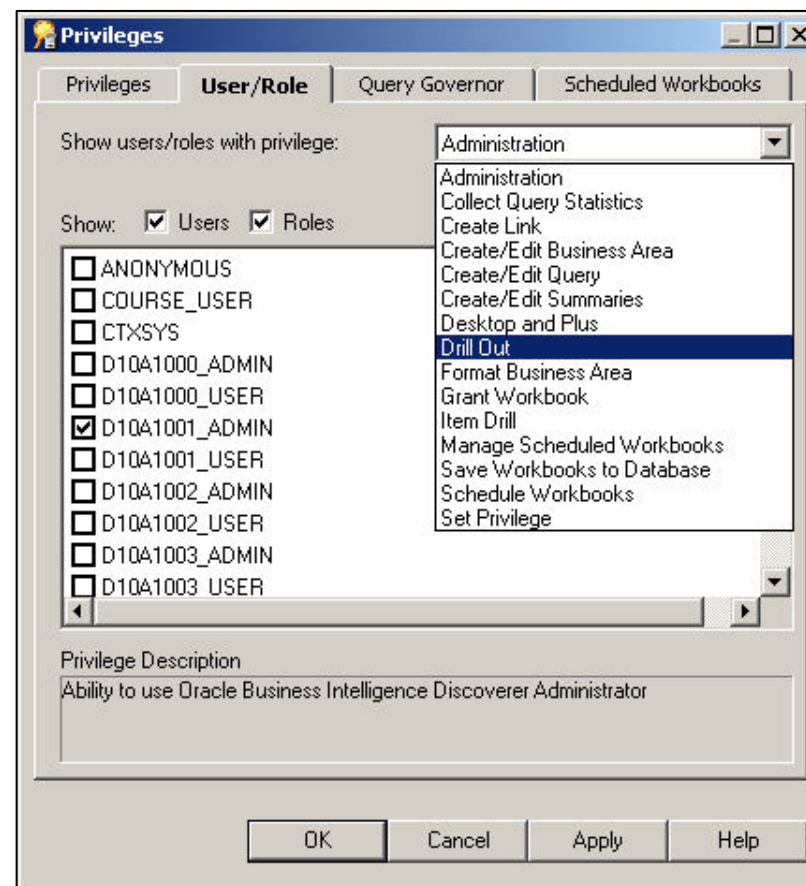 Privileges
Privileges User/Role Query Governor Scheduled Workbooks
Show users/roles with privilege: Administration
Administration
Collect Query Statistics
Create Link
Create/Edit Business Area
Create/Edit Query
Create/Edit Summaries
Desktop and Plus
Drill Out
Format Business Area
Grant Workbook
Item Drill
Manage Scheduled Workbooks
Save Workbooks to Database
Schedule Workbooks
Set Privilege
Show: Users Roles
ANONYMOUS
COURSE_USER
CTXSYS
D10A1000_ADMIN
D10A1000_USER
D10A1001_ADMIN
D10A1001_USER
D10A1002_ADMIN
D10A1002_USER
D10A1003_ADMIN
D10A1003_USER
Privilege Description
Ability to use Oracle Business Intelligence Discoverer Administrator
OK Cancel Apply Help